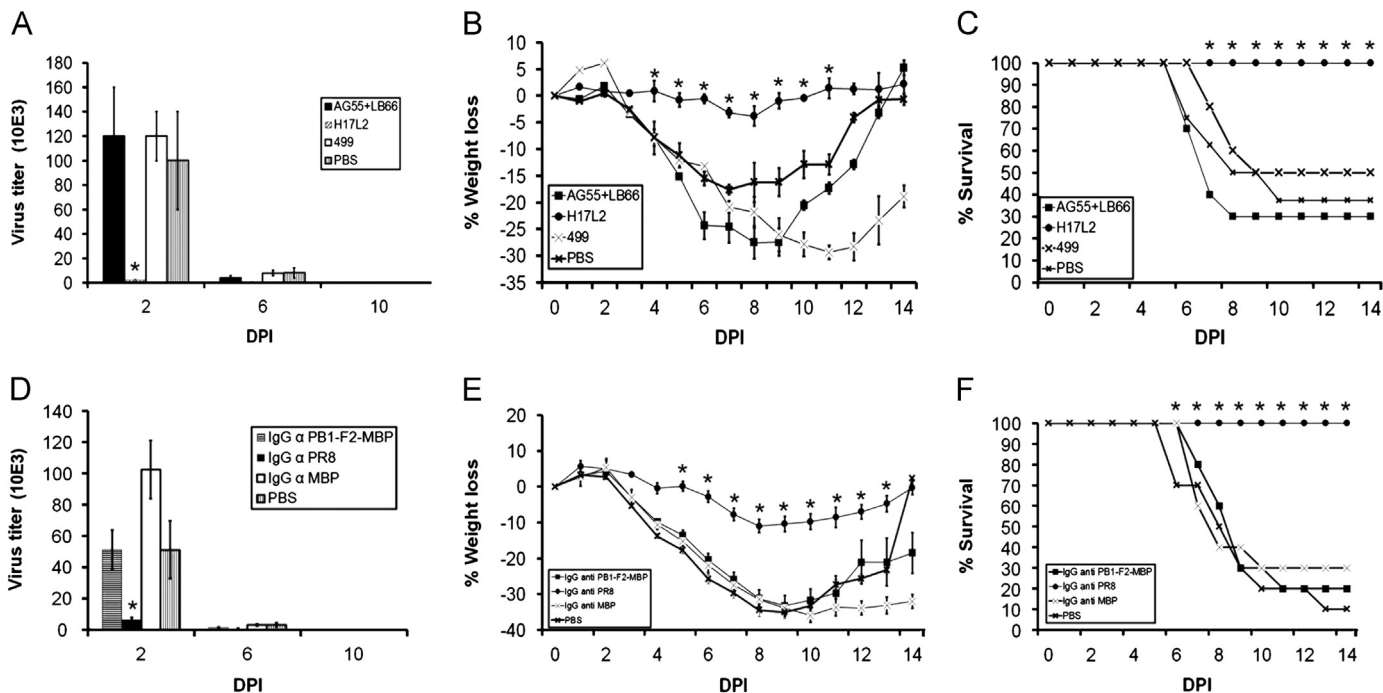 A
Virus titer (10E3)
180
160
140
120
100
80
60
40
20
0
AG55+LB66
H17L2
499
PBS
*
2 6 10
DPI
B
% Weight loss
10
5
0
-5
-10
-15
-20
-25
-30
-35
* * * * * * * *
AG55+LB66
H17L2
499
PBS
0 2 4 6 8 10 12 14
DPI
C
% Survival
* * * * * * * *
100
90
80
70
60
50
40
30
20
10
0
AG55+LB66
H17L2
499
PBS
0 2 4 6 8 10 12 14
DPI
D
Virus titer (10E3)
140
120
100
80
60
40
20
0
IgG α PB1-F2-MBP
IgG α PR8
IgG α MBP
PBS
*
2 6 10
DPI
E
% Weight loss
20
10
0
-10
-20
-30
-40
* * * * * * * * *
IgG anti PB1-F2-MBP
IgG anti PR8
IgG anti MBP
PBS
0 2 4 6 8 10 12 14
DPI
F
% Survival
* * * * * * * * *
100
90
80
70
60
50
40
30
20
10
0
IgG anti PB1-F2-MBP
IgG anti PR8
IgG anti MBP
PBS
0 2 4 6 8 10 12 14
DPI